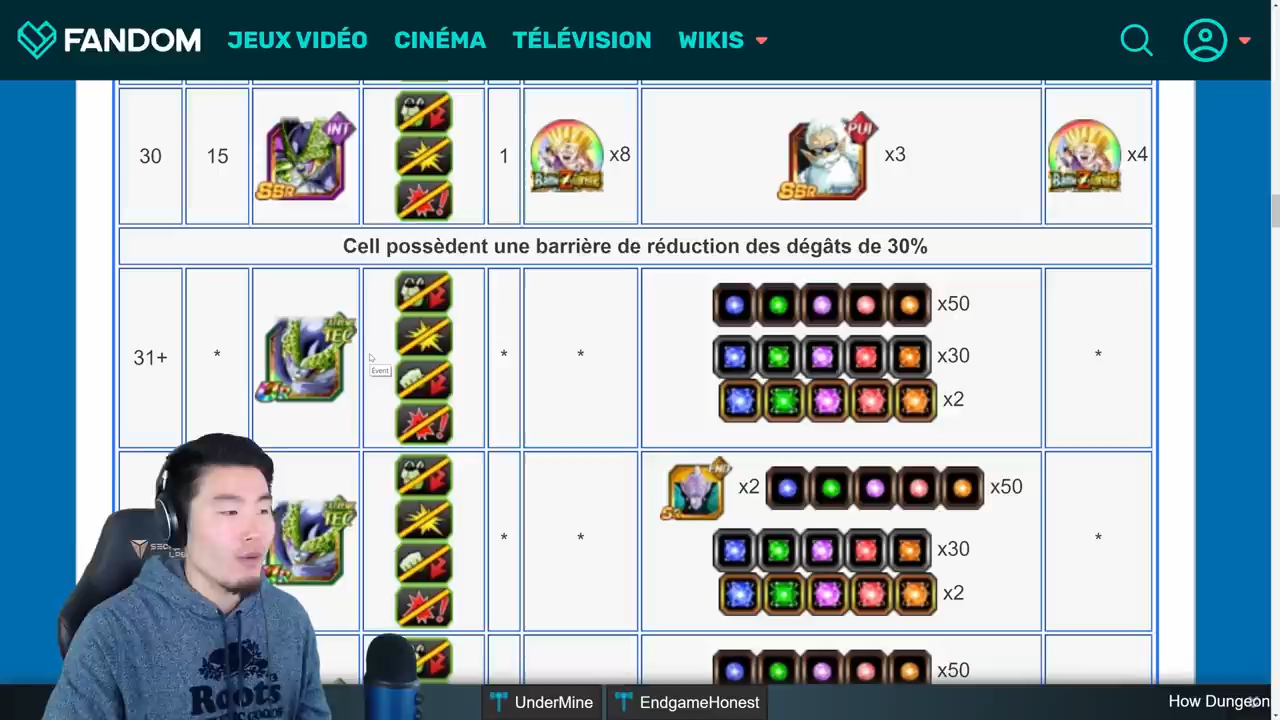 FANDOM JEUX VIDÉO CINÉMA TÉLÉVISION WIKIS
30 15 INT SSR 1 x8 PUI SSR x3 x4
Cell possèdent une barrière de réduction des dégâts de 30%
x50
31+ * TEC * * x30 *
Event
x2
x2 x50
TEC * * x30 *
x2
x50
Roots
UnderMine EndgameHonest How Dungeon